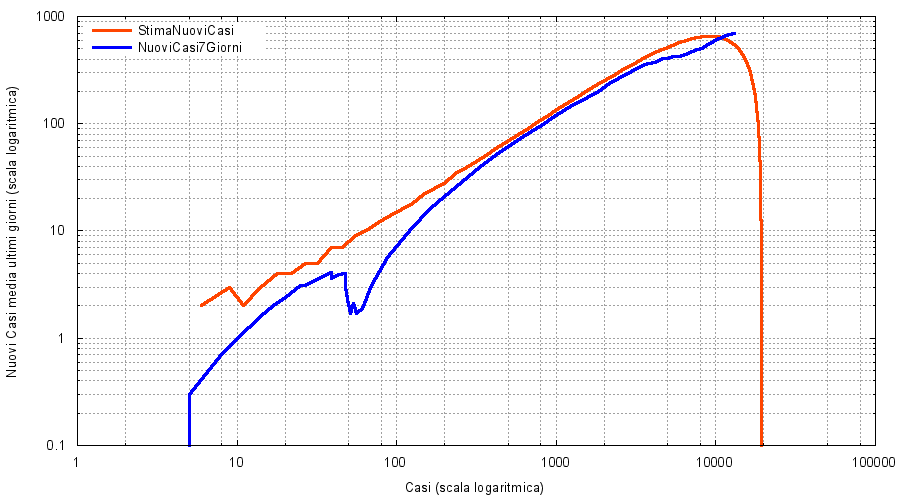 1000
StimaNuoviCasi
NuoviCasi7Giorni
100
10
1
0.1
Nuovi Casi media ultimi giorni (scala logaritmica)
1 10 100 1000 10000 100000
Casi (scala logaritmica)